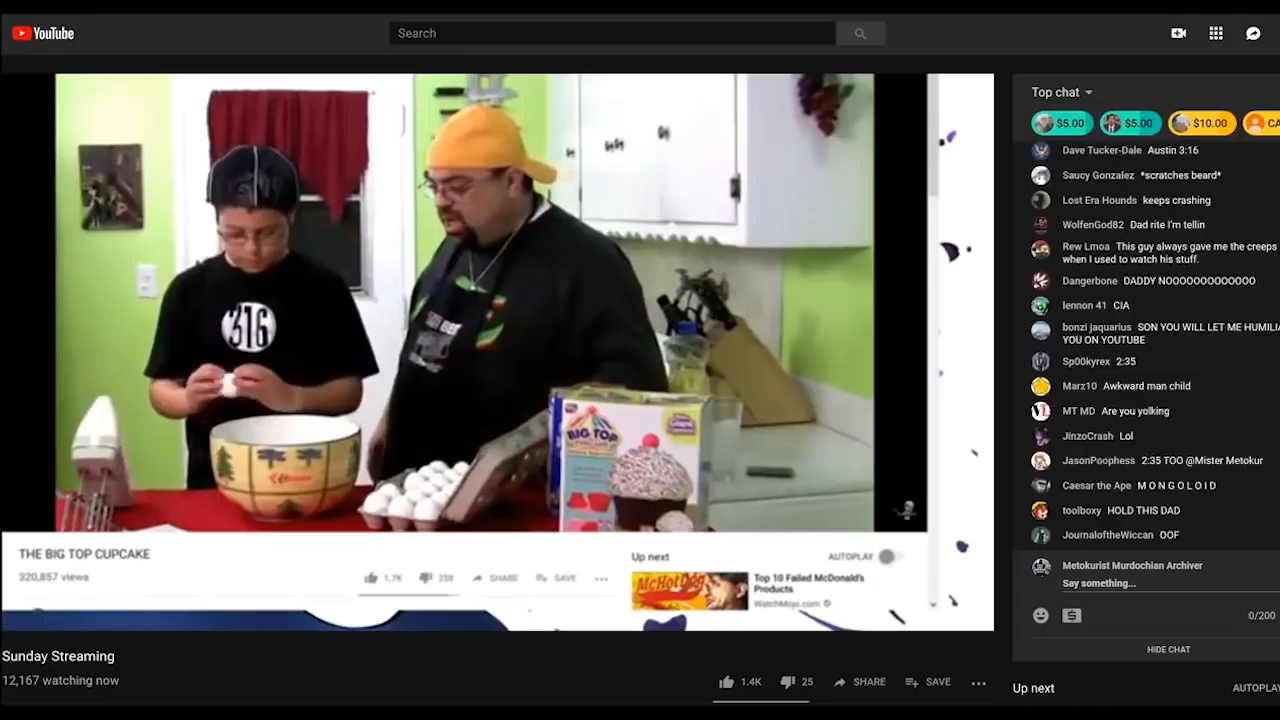 YouTube
Search
Top chat
$5.00
$5.00
$10.00
CA
Dave Tucker-Dale Austin 3:16
Saucy Gonzalez *scratches beard*
Lost Era Hounds keeps crashing
WolfenGod82 Dad rite I'm tellin
Rew Lmoa This guy always gave me the creeps
when I used to watch his stuff.
Dangerbone DADDY NOOOOOOOOOOOO
lennon 41 CIA
bonzi jaquarius SON YOU WILL LET ME HUMILIA
YOU ON YOUTUBE
Sp00kyrex 2:35
Marz10 Awkward man child
MT MD Are you yolking
JinzoCrash Lol
JasonPoophess 2:35 TOO @Mister Metokur
Caesar the Ape M O N G O L O I D
toolboxy HOLD THIS DAD
JournaloftheWiccan OOF
Metokurist Murdochian Archiver
Say something...
0/200
HIDE CHAT
Up next
AUTOPLAY
316
BIG TOP
THE BIG TOP CUPCAKE
320,857 views
1.7K
238
SHARE
SAVE
Up next
AUTOPLAY
McHotDog
Top 10 Failed McDonald's
Products
WatchMojo.com
Sunday Streaming
12,167 watching now
1.4K
25
SHARE
SAVE